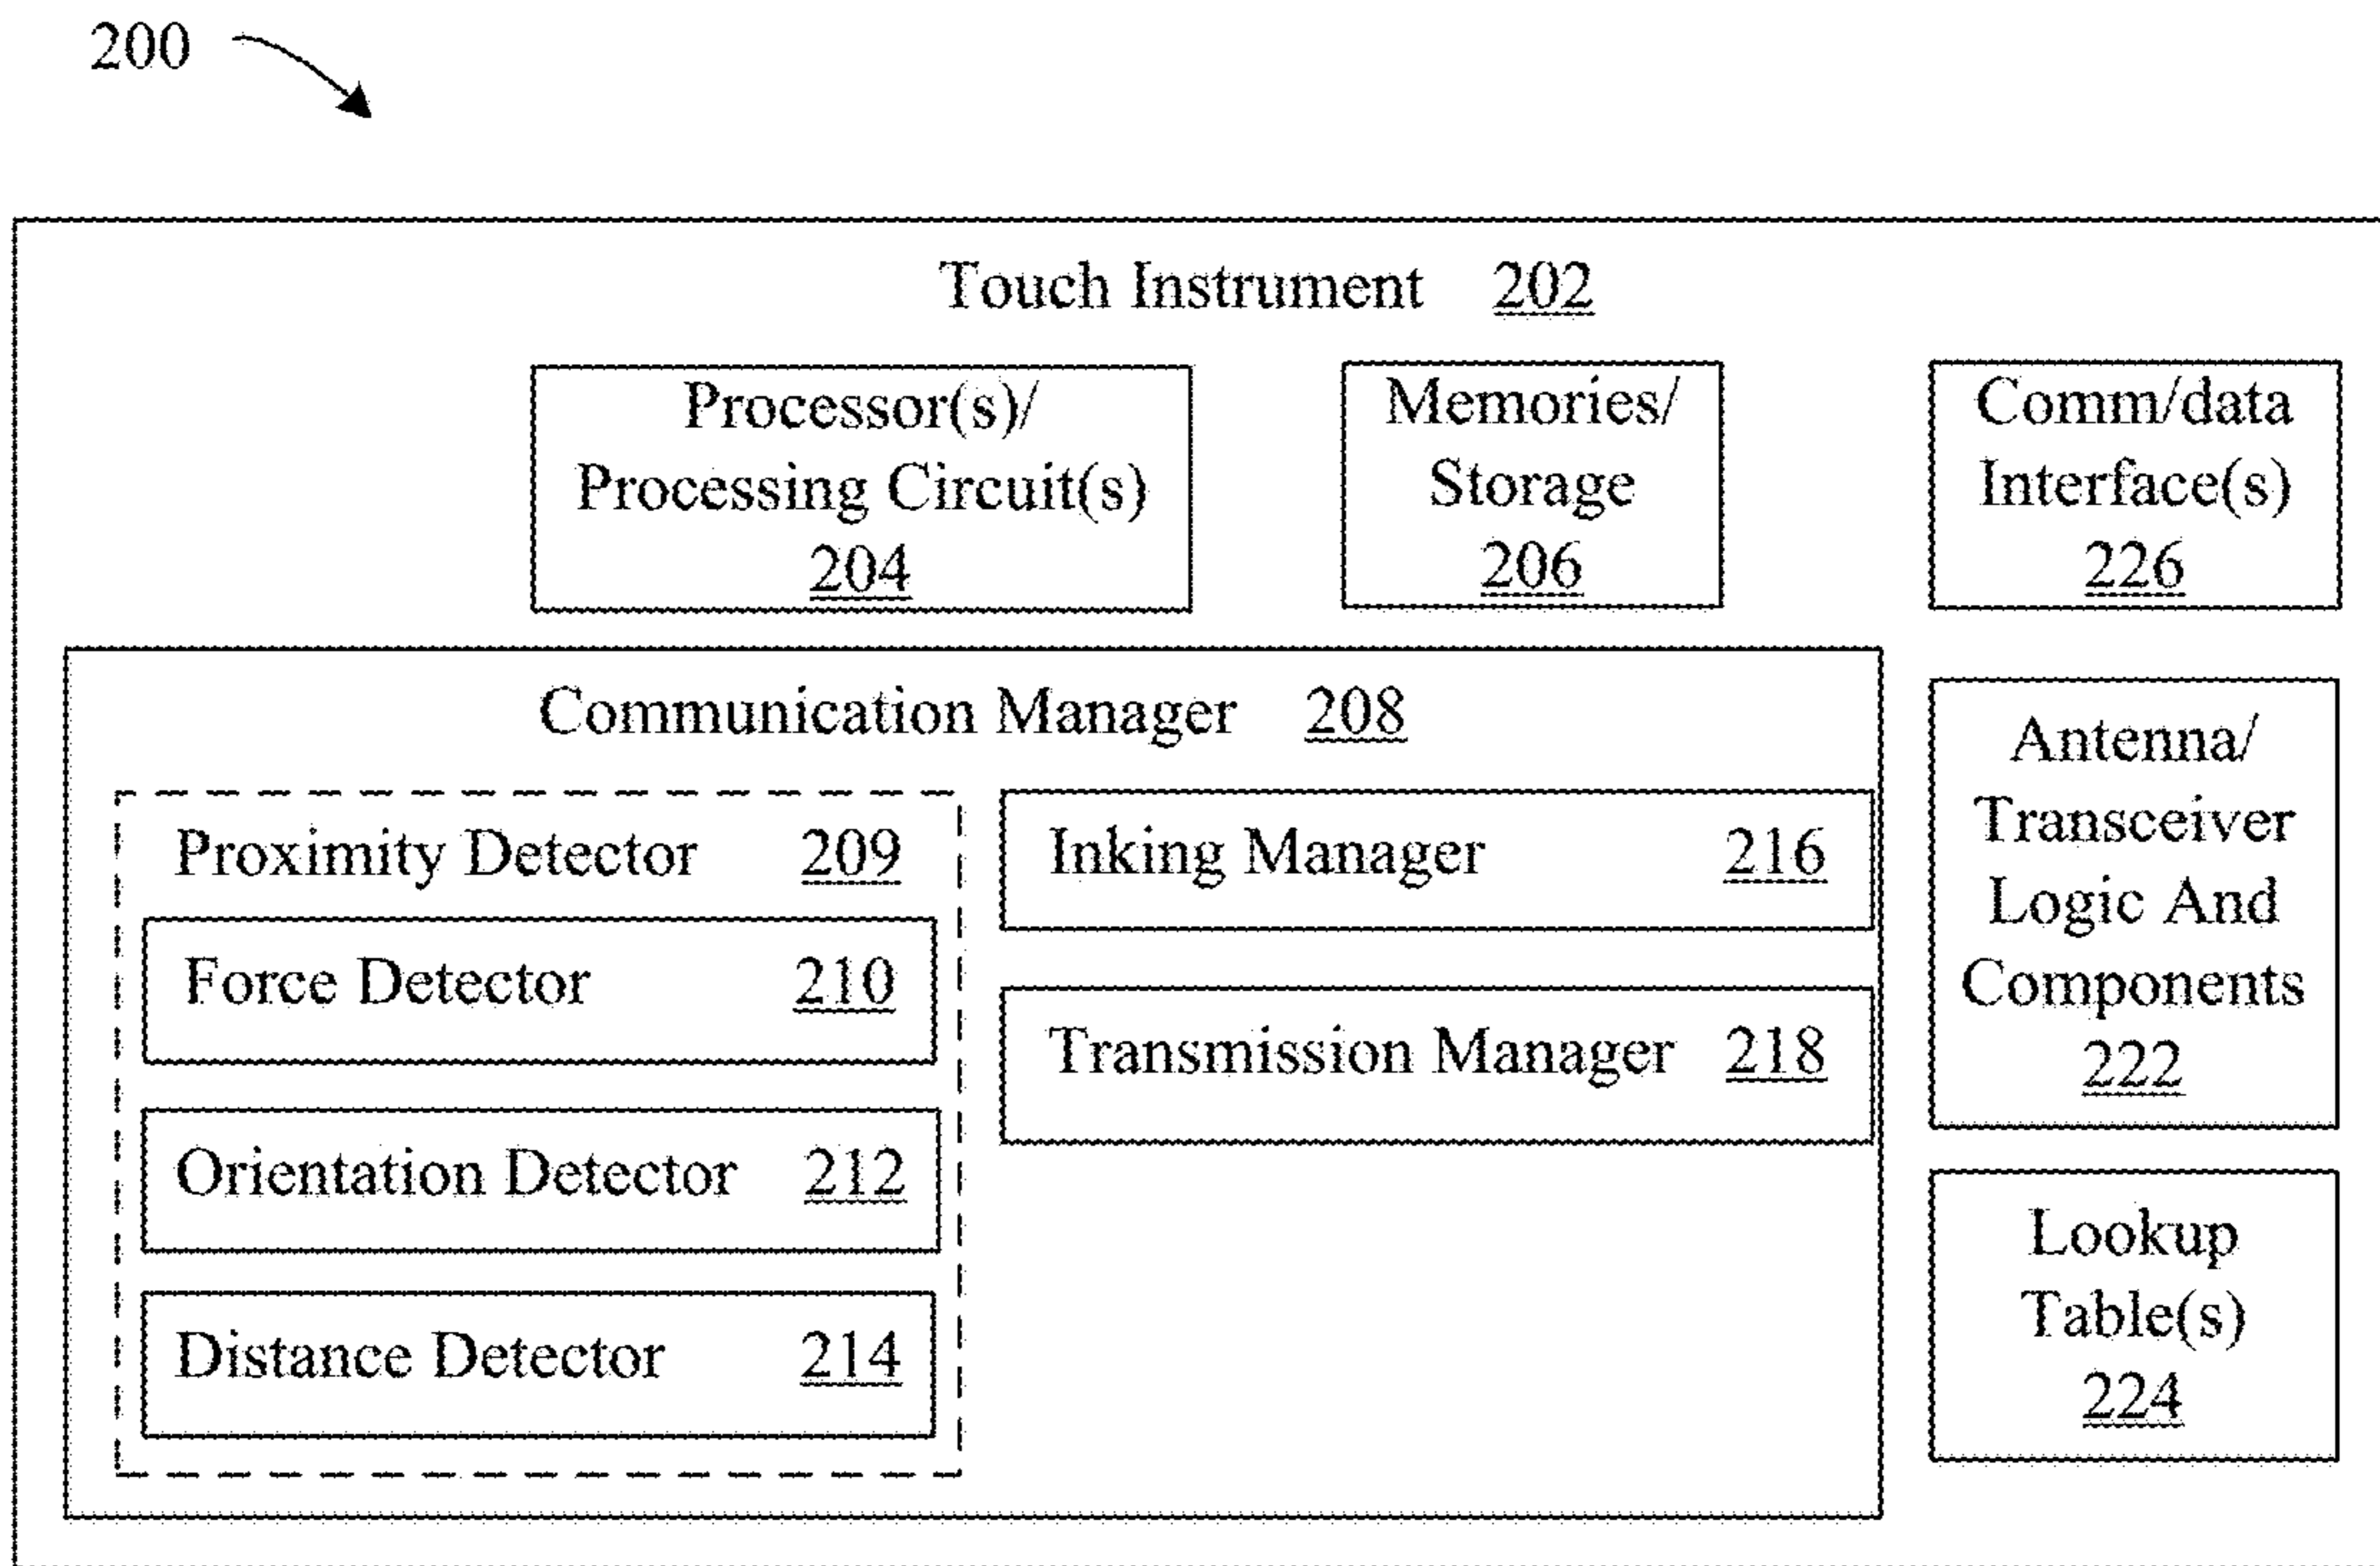 200
Touch Instrument 202
Processor(s)/
Processing Circuit(s)
204
Memories/
Storage
206
Comm/data
Interface(s)
226
Communication Manager 208
Proximity Detector 209
Force Detector 210
Orientation Detector 212
Distance Detector 214
Inking Manager 216
Transmission Manager 218
Antenna/
Transceiver
Logic And
Components
222
Lookup
Table(s)
224